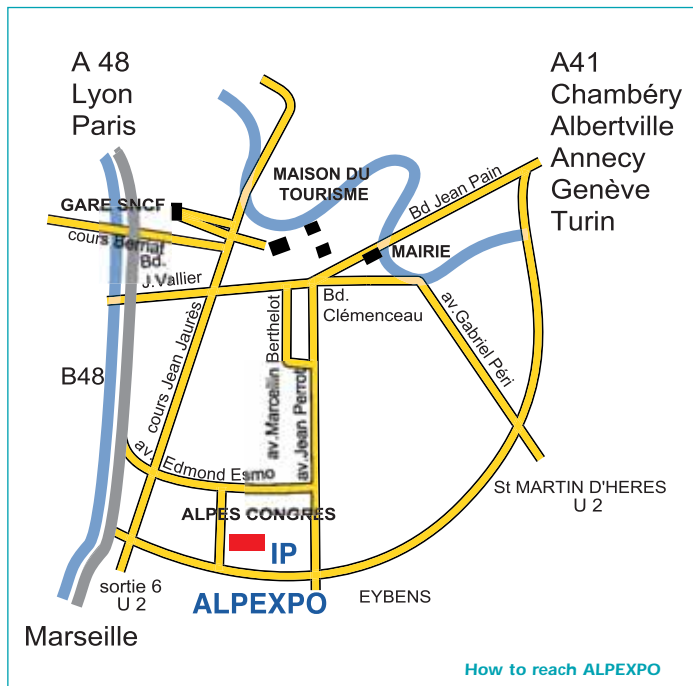 A 48
Lyon
Paris
A41
Chambéry
Albertville
Annecy
Genève
Turin
MAISON DU
TOURISME
GARE SNCF
Bd Jean Pain
cours Berriat
MAIRIE
Bd.
J.Vallier
Bd.
Clémenceau
av.Gabriel Péri
B48
cours Jean Jaurès
av.Marcellin Berthelot
av.Jean Perrot
av. Edmond Esmo
St MARTIN D'HERES
U 2
ALPES CONGRES
IP
sortie 6
U 2
ALPEXPO
EYBENS
Marseille
How to reach ALPEXPO